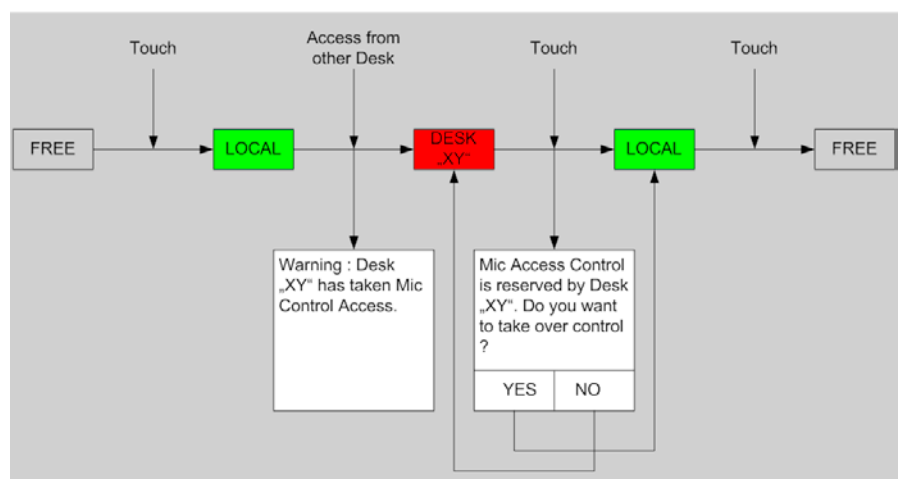 Touch
Access from
other Desk
Touch
Touch
FREE
LOCAL
DESK
„XY“
LOCAL
FREE
Warning : Desk
„XY“ has taken Mic
Control Access.
Mic Access Control
is reserved by Desk
„XY“. Do you want
to take over control
?
YES
NO